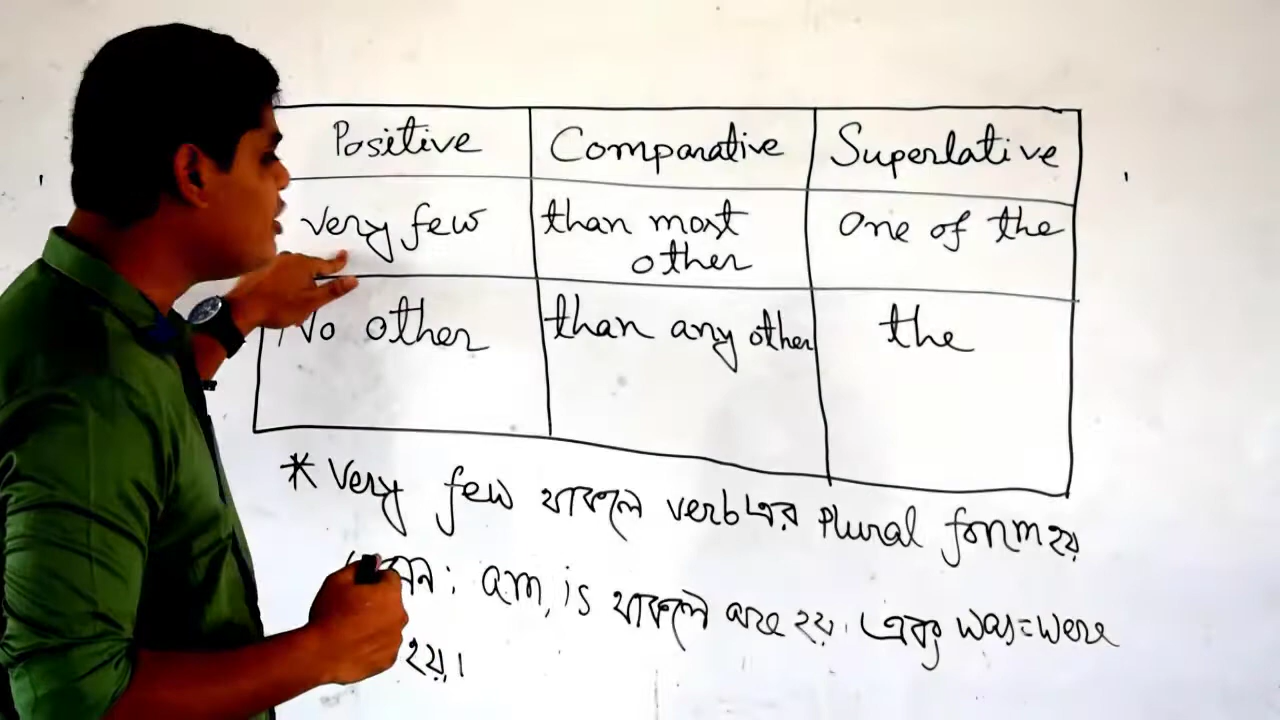 Positive Comparative Superlative
very few than most other One of the
No other than any other the
* Very few থাকলে verb এর Plural form হয়
: am, is থাকলে are হয়। এবং was=were
হয়।